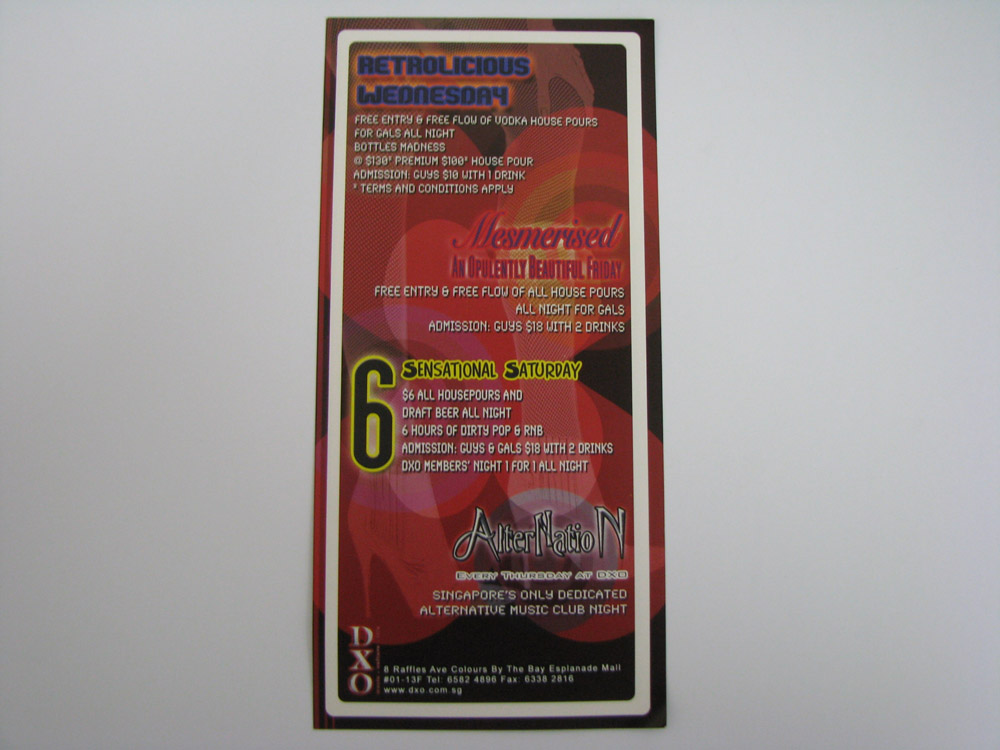 RETROLICIOUS
WEDNESDAY
FREE ENTRY & FREE FLOW OF VODKA HOUSE POURS
FOR GALS ALL NIGHT
BOTTLES MADNESS
@ $130* PREMIUM $100* HOUSE POUR
ADMISSION: GUYS $10 WITH 1 DRINK
* TERMS AND CONDITIONS APPLY
Mesmerised
AN OPULENTLY BEAUTIFUL FRIDAY
FREE ENTRY & FREE FLOW OF ALL HOUSE POURS
ALL NIGHT FOR GALS
ADMISSION: GUYS $18 WITH 2 DRINKS
6 SENSATIONAL SATURDAY
$6 ALL HOUSEPOURS AND
DRAFT BEER ALL NIGHT
6 HOURS OF DIRTY POP & RNB
ADMISSION: GUYS & GALS $18 WITH 2 DRINKS
DXO MEMBERS' NIGHT 1 FOR 1 ALL NIGHT
AlterNatioN
EVERY THURSDAY AT DXO
SINGAPORE'S ONLY DEDICATED
ALTERNATIVE MUSIC CLUB NIGHT
DXO
8 Raffles Ave Colours By The Bay Esplanade Mall
#01-13F Tel: 6582 4896 Fax: 6338 2816
www.dxo.com.sg